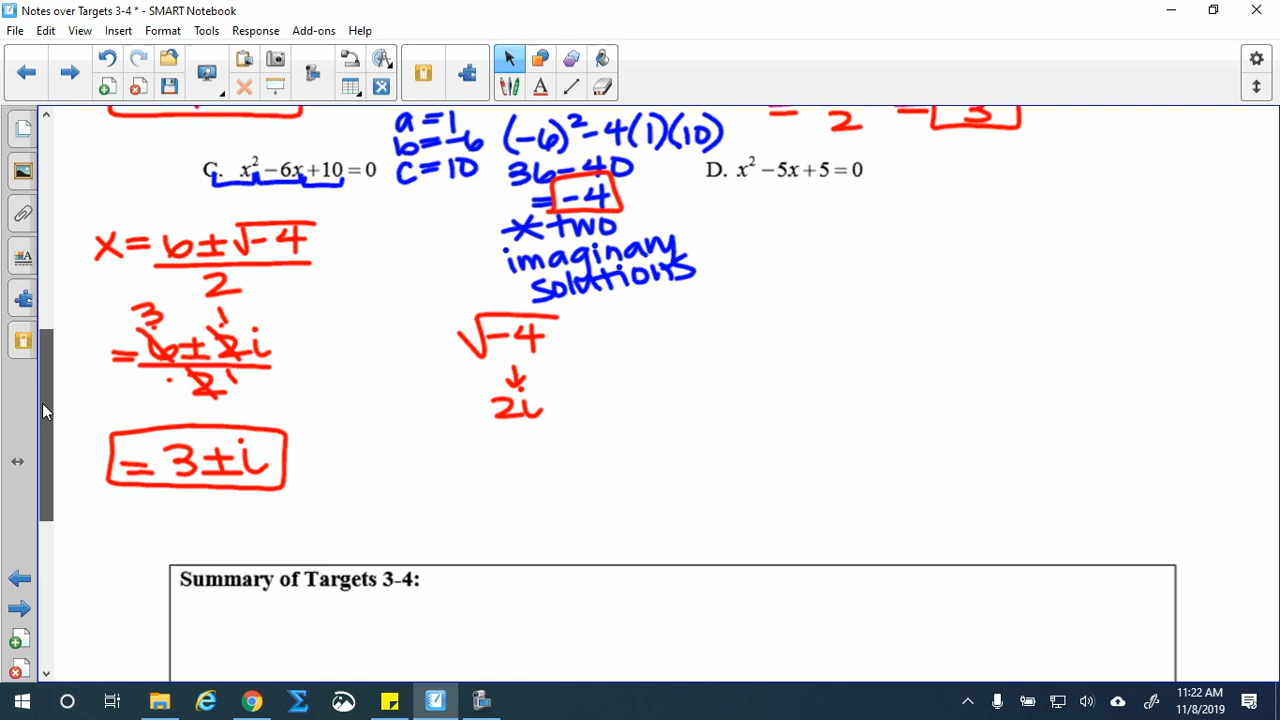 Notes over Targets 3-4 * - SMART Notebook
File Edit View Insert Format Tools Response Add-ons Help
C. x² − 6x + 10 = 0
a = 1
b = -6
c = 10
(-6)² - 4(1)(10)
36 - 40
= -4
* two
imaginary
solutions
x = 6 ± √-4
2
3 1
= 6 ± 2i
2 1
= 3 ± i
√-4
↓
2i
= 2 = 3
D. x² − 5x + 5 = 0
Summary of Targets 3-4:
11:22 AM
11/8/2019